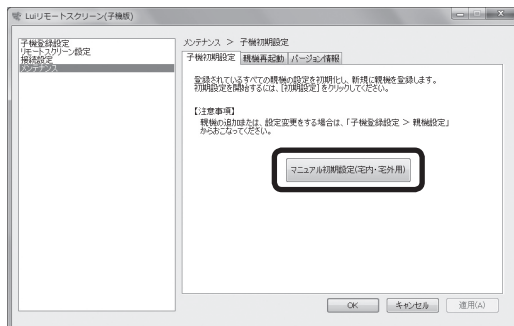 Luiリモートスクリーン(子機版)
子機登録設定
リモートスクリーン設定
接続設定
メンテナンス
メンテナンス > 子機初期設定
子機初期設定 親機再起動 バージョン情報
登録されているすべての親機の設定を初期化し、新規に親機を登録します。
初期設定を開始するには、[初期設定]をクリックしてください。
【注意事項】
親機の追加または、設定変更をする場合は、「子機登録設定 > 親機設定」
からおこなってください。
マニュアル初期設定(宅内・宅外用)
OK キャンセル 適用(A)